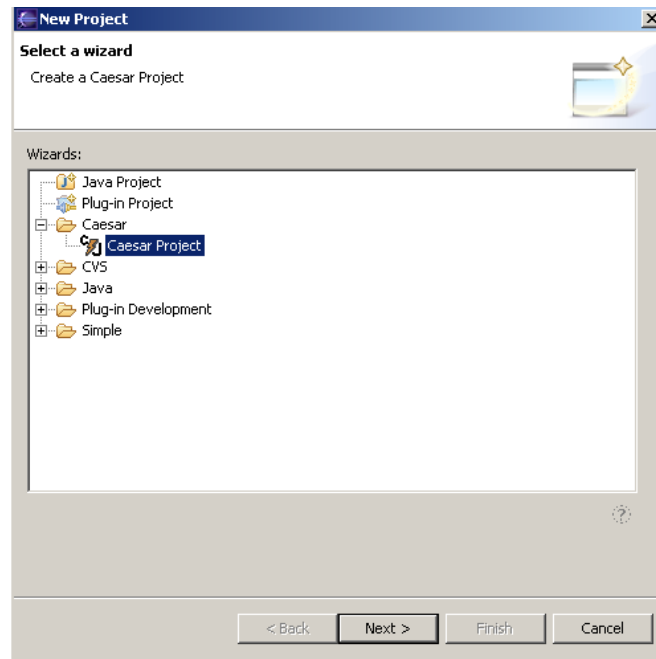 New Project
Select a wizard
Create a Caesar Project
Wizards:
Java Project
Plug-in Project
Caesar
Caesar Project
CVS
Java
Plug-in Development
Simple
?
< Back Next > Finish Cancel